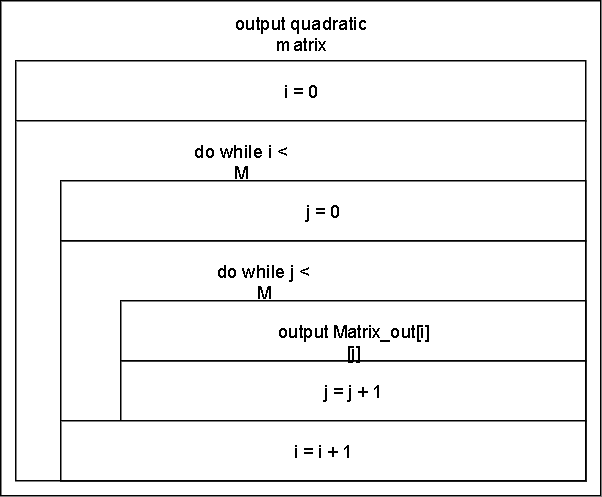 output quadratic
matrix
i = 0
do while i <
M
j = 0
do while j <
M
output Matrix_out[i]
[j]
j = j + 1
i = i + 1